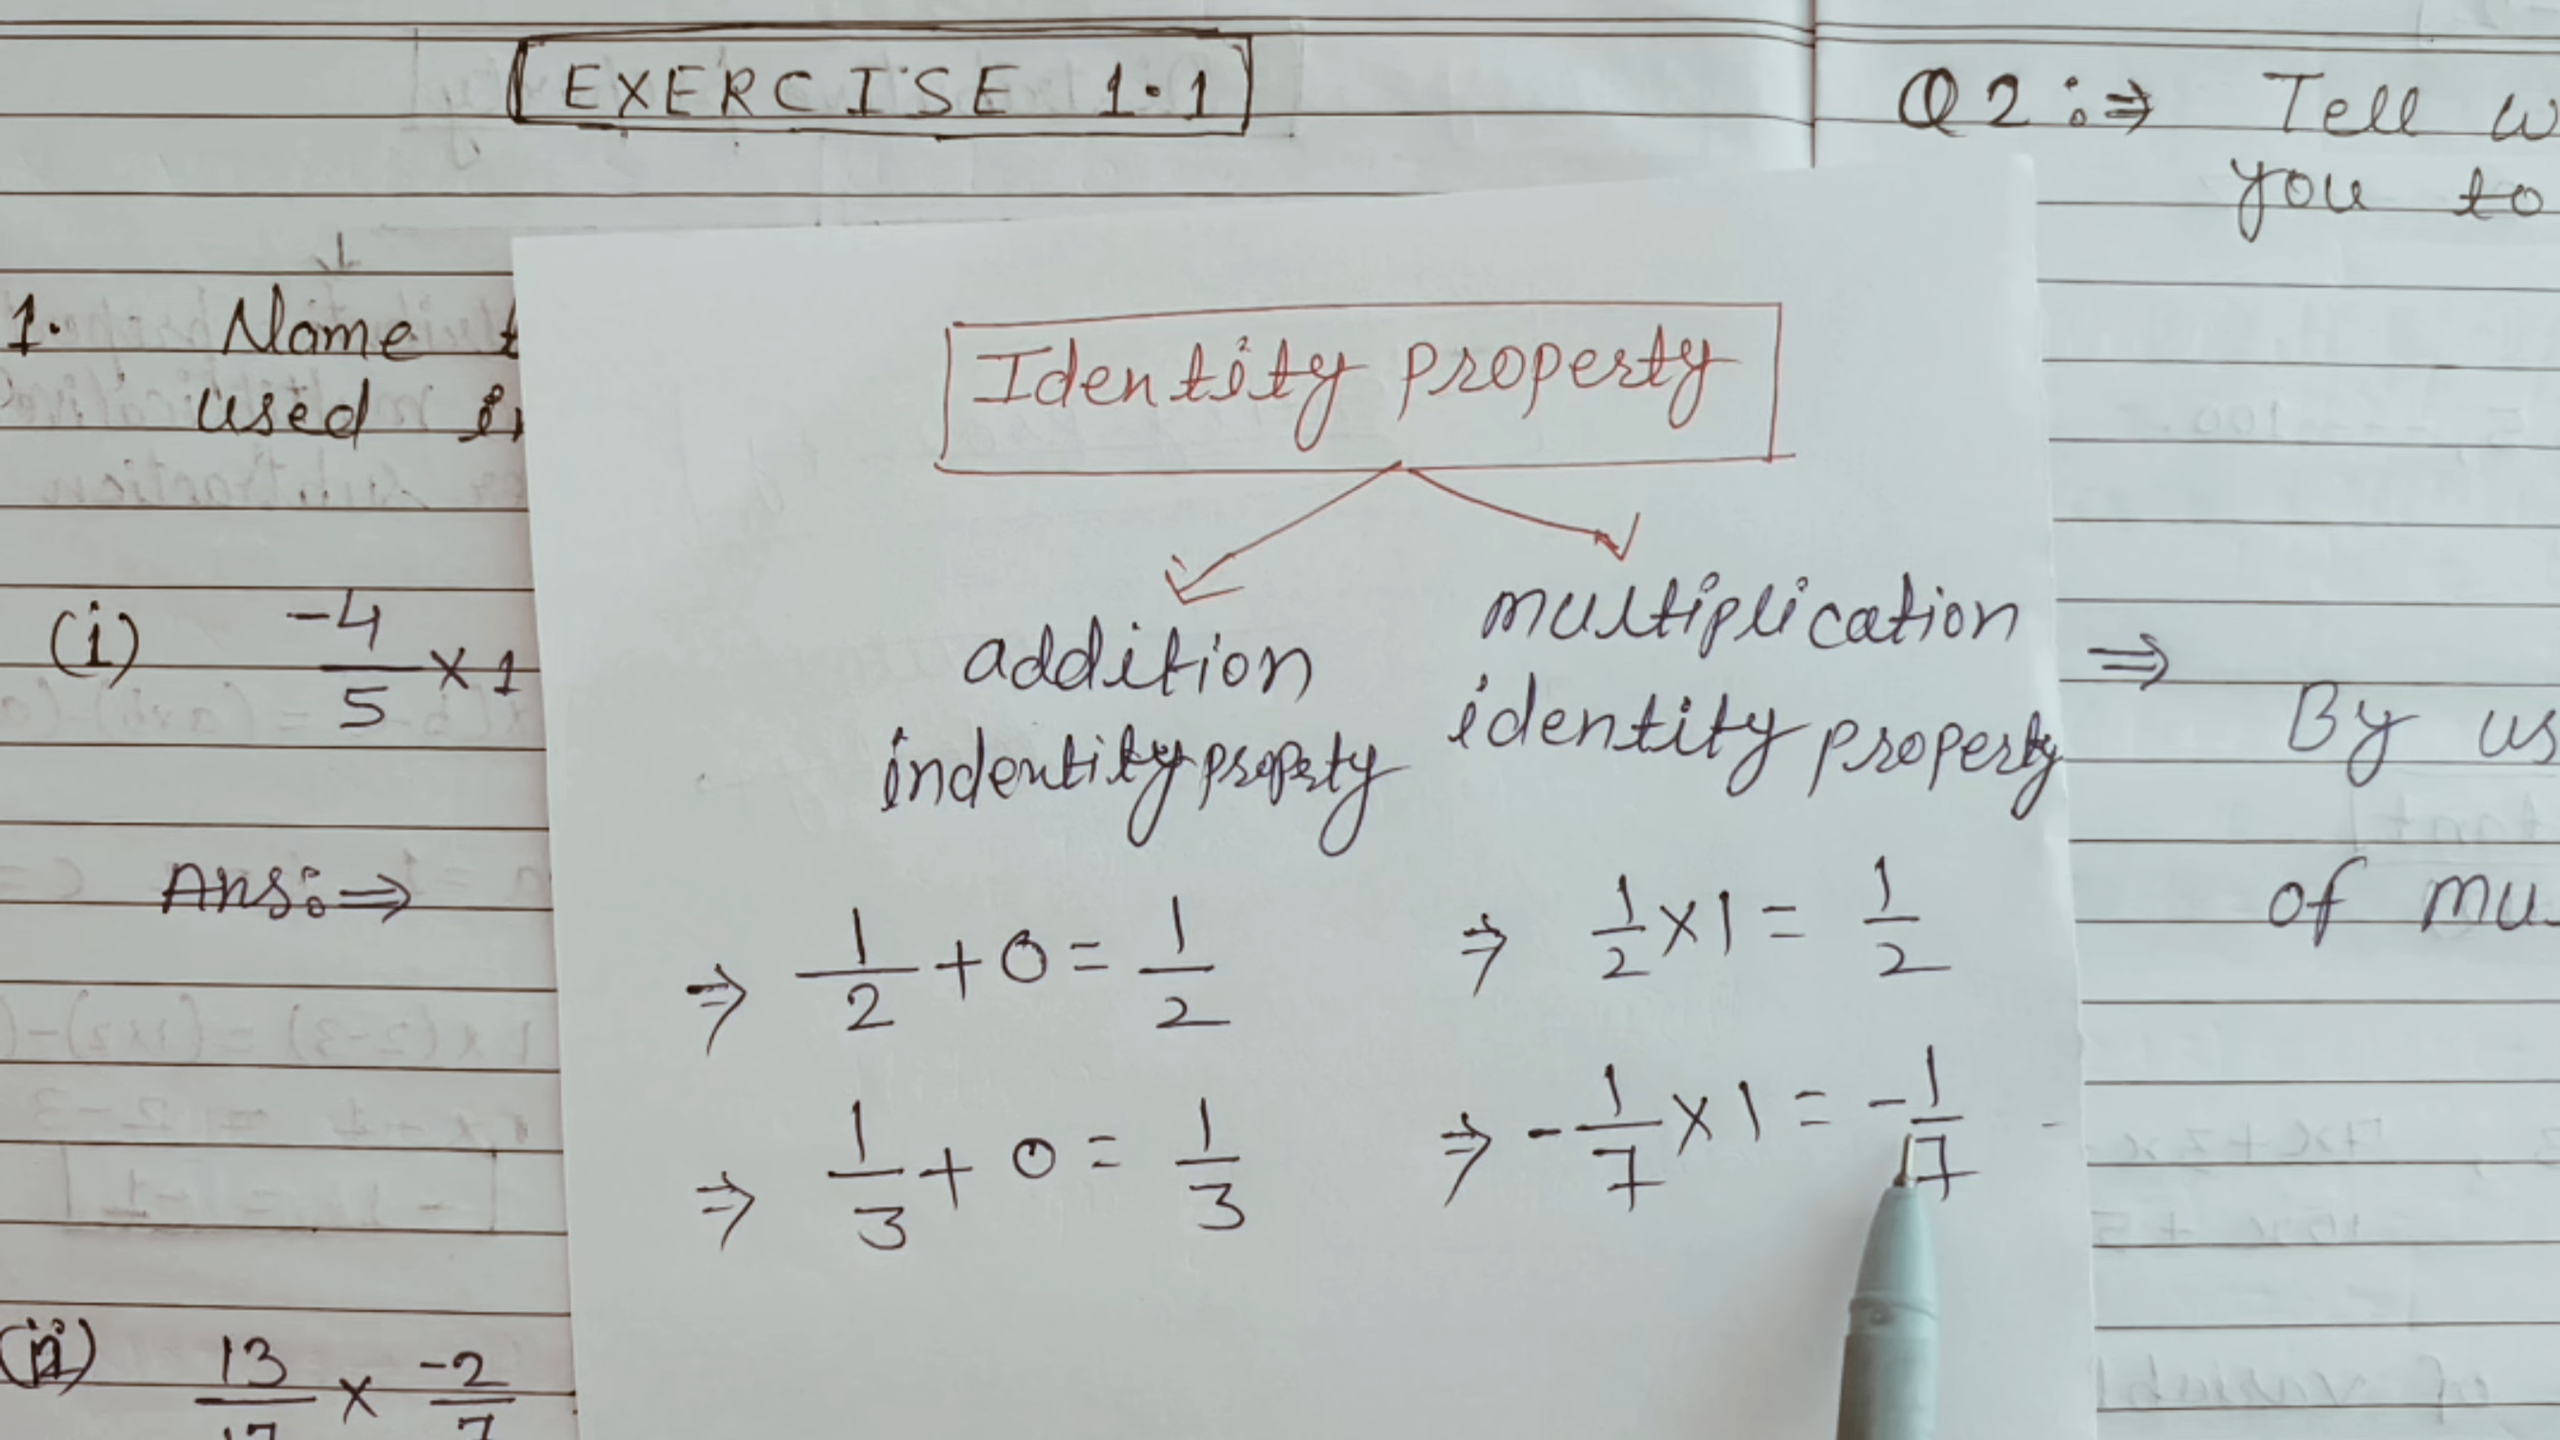 EXERCISE 1.1
1. Name
used
(i) -4/5 × 1
Ans:⇒
(ii) 13/17 × -2/7
Identity property
addition
indentity property
⇒ 1/2 + 0 = 1/2
⇒ 1/3 + 0 = 1/3
multiplication
identity property
⇒ 1/2 × 1 = 1/2
⇒ -1/7 × 1 = -1/7
Q2:⇒ Tell
you to
⇒
By
of